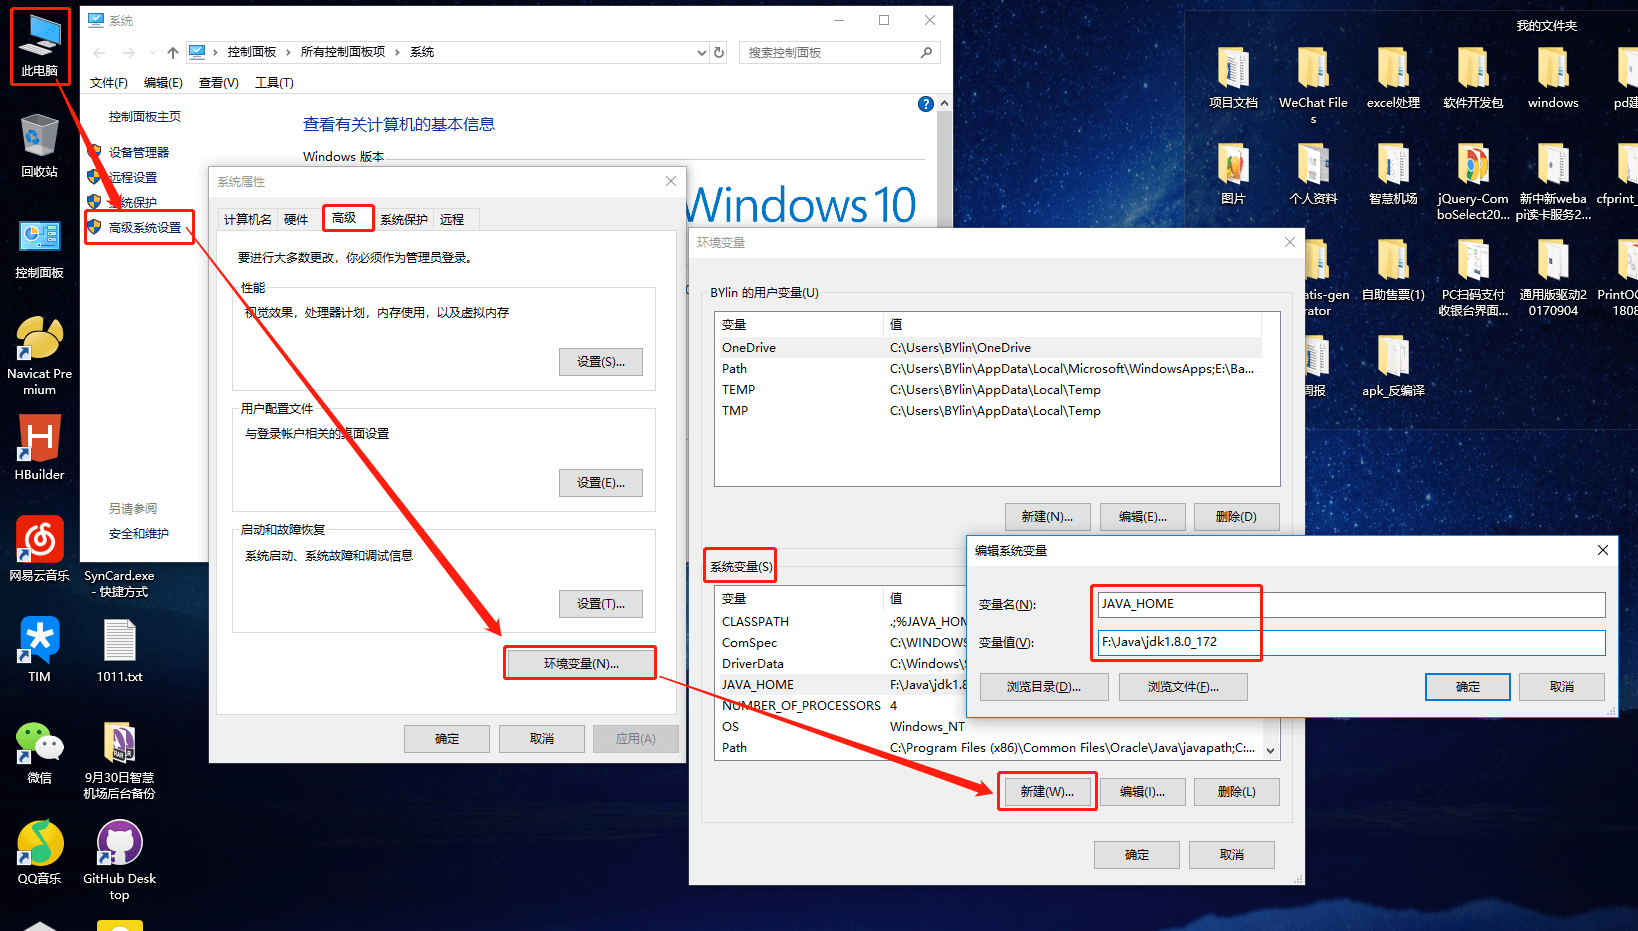 此电脑
回收站
控制面板
Navicat Pre
mium
HBuilder
网易云音乐
TIM
微信
QQ音乐
SynCard.exe
- 快捷方式
1011.txt
9月30日智慧
机场后台备份
GitHub Desk
top
系统
控制面板
所有控制面板项
系统
搜索控制面板
文件(F)
编辑(E)
查看(V)
工具(T)
控制面板主页
设备管理器
远程设置
系统保护
高级系统设置
另请参阅
安全和维护
查看有关计算机的基本信息
Windows 版本
Windows 10
系统属性
计算机名
硬件
高级
系统保护
远程
要进行大多数更改，你必须作为管理员登录。
性能
视觉效果，处理器计划，内存使用，以及虚拟内存
设置(S)...
用户配置文件
与登录帐户相关的桌面设置
设置(E)...
启动和故障恢复
系统启动、系统故障和调试信息
设置(T)...
环境变量(N)...
确定
取消
应用(A)
环境变量
BYlin 的用户变量(U)
变量 值
OneDrive C:\Users\BYlin\OneDrive
Path C:\Users\BYlin\AppData\Local\Microsoft\WindowsApps;E:\Ba...
TEMP C:\Users\BYlin\AppData\Local\Temp
TMP C:\Users\BYlin\AppData\Local\Temp
新建(N)...
编辑(E)...
删除(D)
系统变量(S)
变量 值
CLASSPATH .;%JAVA_HOM
ComSpec C:\WINDOWS
DriverData C:\Windows\
JAVA_HOME F:\Java\jdk1.8
NUMBER_OF_PROCESSORS 4
OS Windows_NT
Path C:\Program Files (x86)\Common Files\Oracle\Java\javapath;C:...
新建(W)...
编辑(I)...
删除(L)
确定
取消
编辑系统变量
变量名(N):
JAVA_HOME
变量值(V):
F:\Java\jdk1.8.0_172
浏览目录(D)...
浏览文件(F)...
确定
取消
我的文件夹
项目文档
WeChat File
s
excel处理
软件开发包
windows
pd建
图片
个人资料
智慧机场
jQuery-Com
boSelect20...
新中新weba
pi读卡服务2...
cfprint_
atis-gen
rator
自助售票(1)
PC扫码支付
收银台界面...
通用版驱动2
0170904
PrintOC
1808
周报
apk_反编译